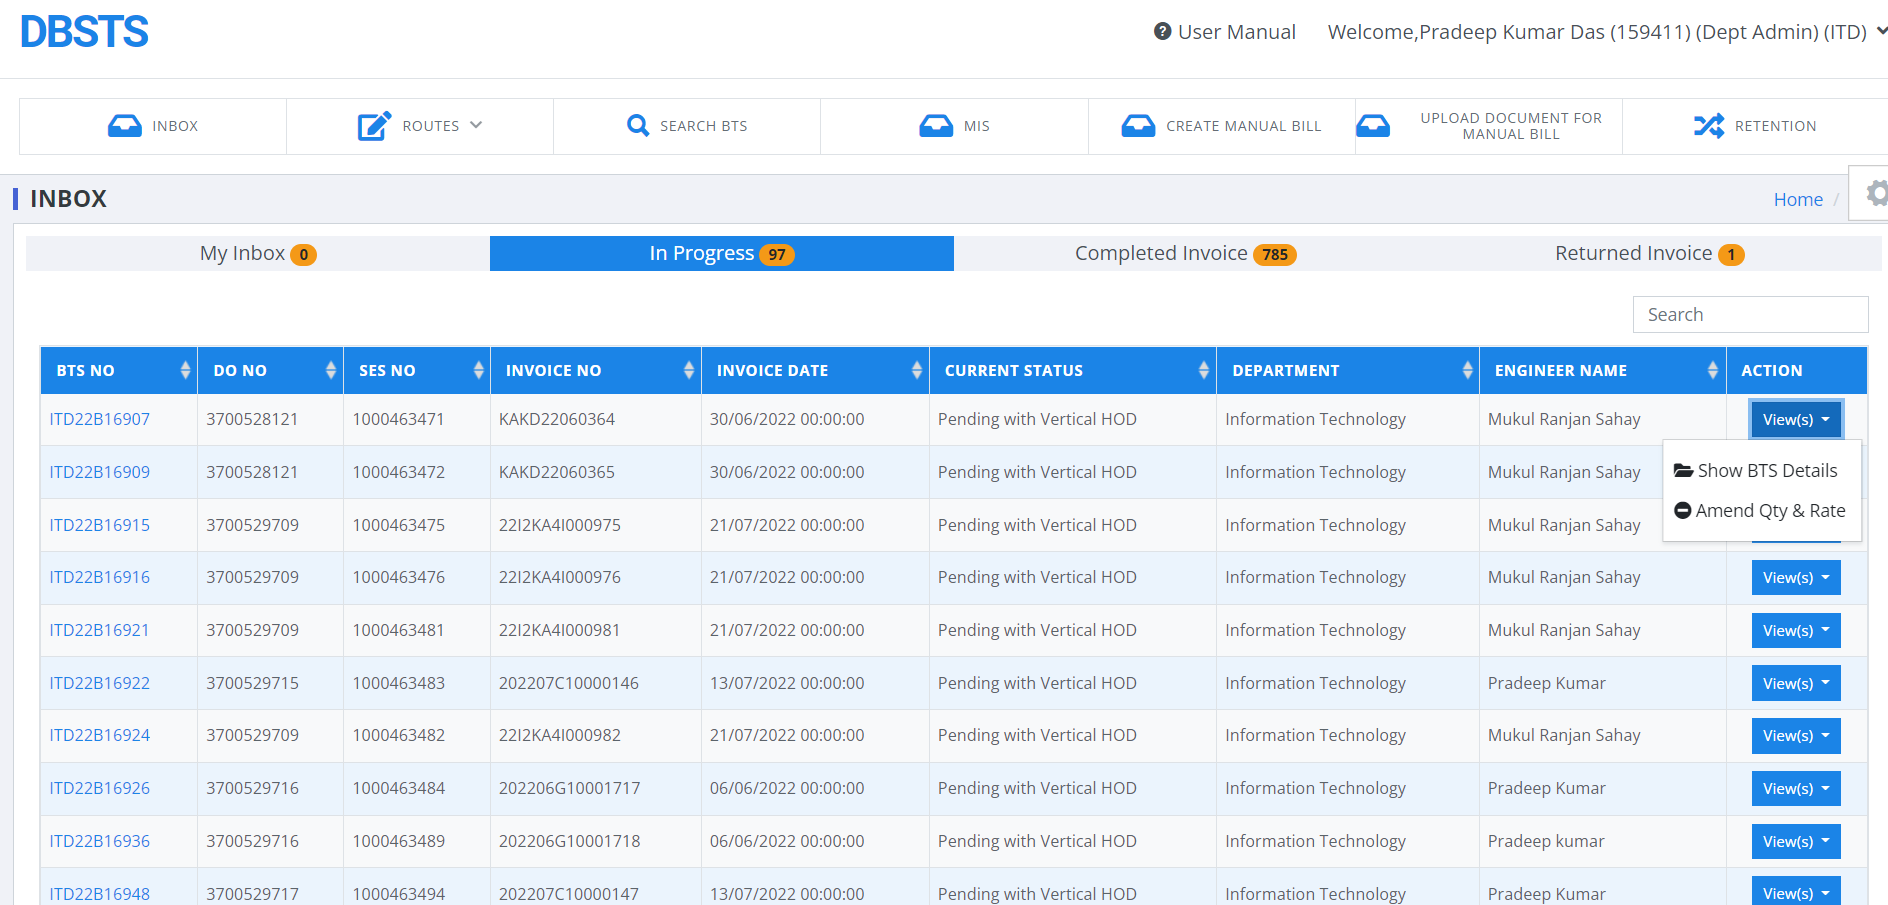 DBSTS
User Manual Welcome,Pradeep Kumar Das (159411) (Dept Admin) (ITD)
INBOX ROUTES SEARCH BTS MIS CREATE MANUAL BILL UPLOAD DOCUMENT FOR MANUAL BILL RETENTION
INBOX
Home /
My Inbox 0 In Progress 97 Completed Invoice 785 Returned Invoice 1
Search
BTS NO DO NO SES NO INVOICE NO INVOICE DATE CURRENT STATUS DEPARTMENT ENGINEER NAME ACTION
ITD22B16907 3700528121 1000463471 KAKD22060364 30/06/2022 00:00:00 Pending with Vertical HOD Information Technology Mukul Ranjan Sahay View(s)
ITD22B16909 3700528121 1000463472 KAKD22060365 30/06/2022 00:00:00 Pending with Vertical HOD Information Technology Mukul Ranjan Sahay
Show BTS Details
Amend Qty & Rate
ITD22B16915 3700529709 1000463475 22I2KA4I000975 21/07/2022 00:00:00 Pending with Vertical HOD Information Technology Mukul Ranjan Sahay
ITD22B16916 3700529709 1000463476 22I2KA4I000976 21/07/2022 00:00:00 Pending with Vertical HOD Information Technology Mukul Ranjan Sahay View(s)
ITD22B16921 3700529709 1000463481 22I2KA4I000981 21/07/2022 00:00:00 Pending with Vertical HOD Information Technology Mukul Ranjan Sahay View(s)
ITD22B16922 3700529715 1000463483 202207C10000146 13/07/2022 00:00:00 Pending with Vertical HOD Information Technology Pradeep Kumar View(s)
ITD22B16924 3700529709 1000463482 22I2KA4I000982 21/07/2022 00:00:00 Pending with Vertical HOD Information Technology Mukul Ranjan Sahay View(s)
ITD22B16926 3700529716 1000463484 202206G10001717 06/06/2022 00:00:00 Pending with Vertical HOD Information Technology Pradeep Kumar View(s)
ITD22B16936 3700529716 1000463489 202206G10001718 06/06/2022 00:00:00 Pending with Vertical HOD Information Technology Pradeep kumar View(s)
ITD22B16948 3700529717 1000463494 202207C10000147 13/07/2022 00:00:00 Pending with Vertical HOD Information Technology Pradeep Kumar View(s)